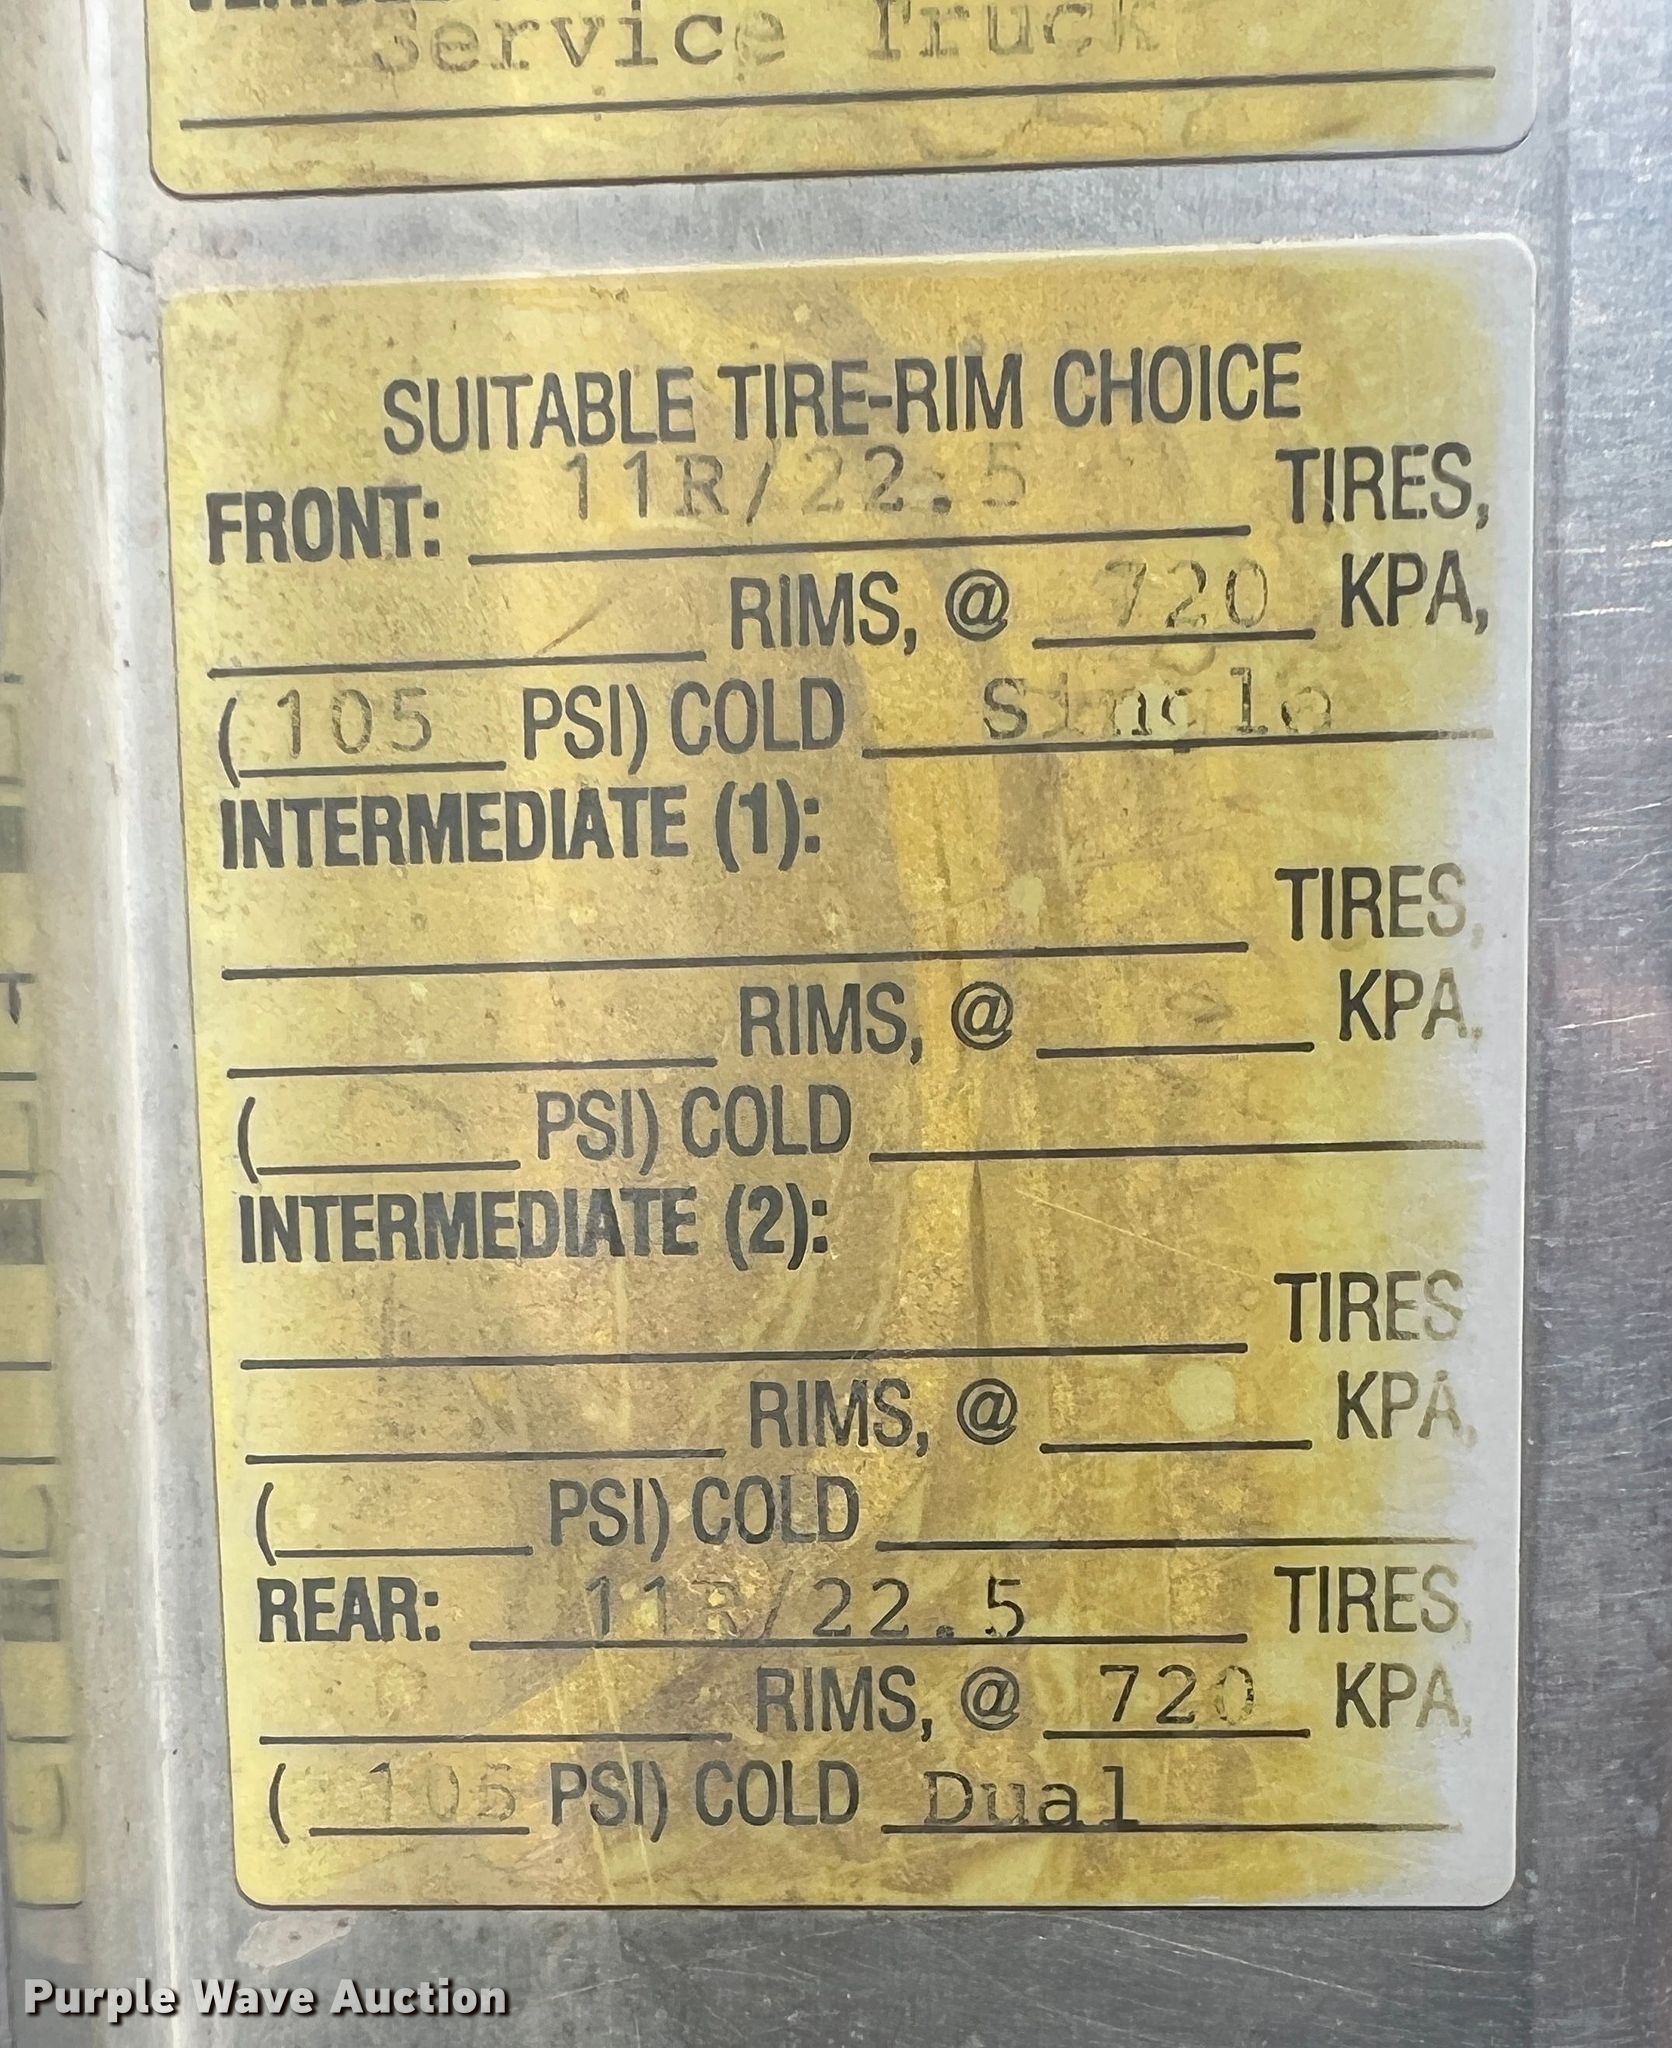 Service Truck
SUITABLE TIRE-RIM CHOICE
FRONT: 11R/22.5 TIRES,
RIMS, @ 720 KPA,
(105 PSI) COLD Single
INTERMEDIATE (1):
TIRES,
RIMS, @ KPA,
( PSI) COLD
INTERMEDIATE (2):
TIRES
RIMS, @ KPA,
( PSI) COLD
REAR: 11R/22.5 TIRES,
RIMS, @ 720 KPA,
( 105 PSI) COLD Dual
Purple Wave Auction